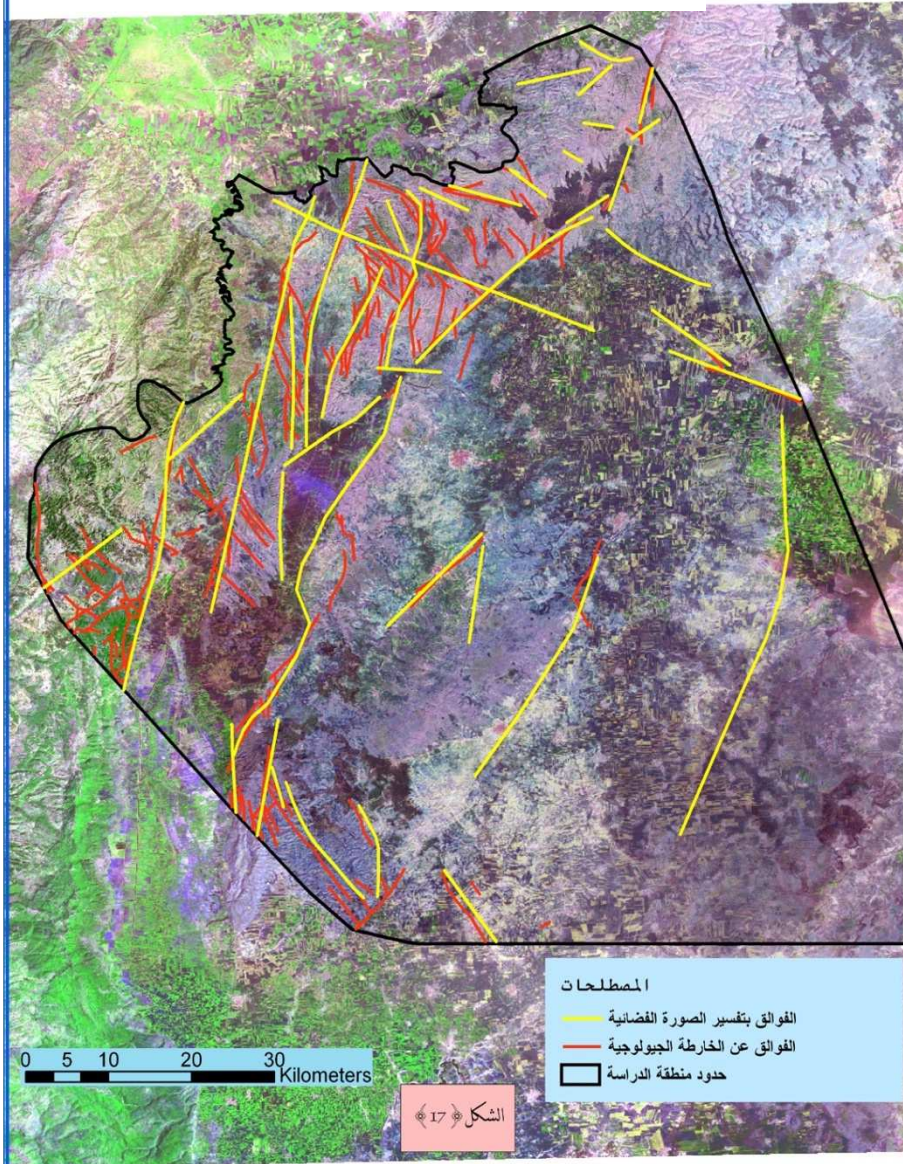 المصطلحات
الفوالق بتفسير الصورة الفضائية
الفوالق عن الخارطة الجيولوجية
حدود منطقة الدراسة
0 5 10 20 30
Kilometers
الشكل ﴿ 17 ﴾